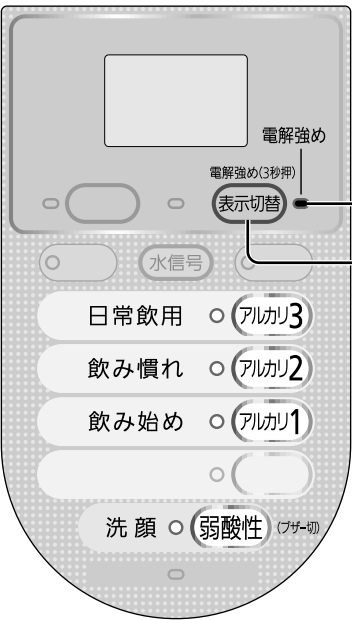 電解強め
電解強め(3秒押)
表示切替
水信号
日常飲用 アルカリ3
飲み慣れ アルカリ2
飲み始め アルカリ1
洗顔 弱酸性 (ブザー切)